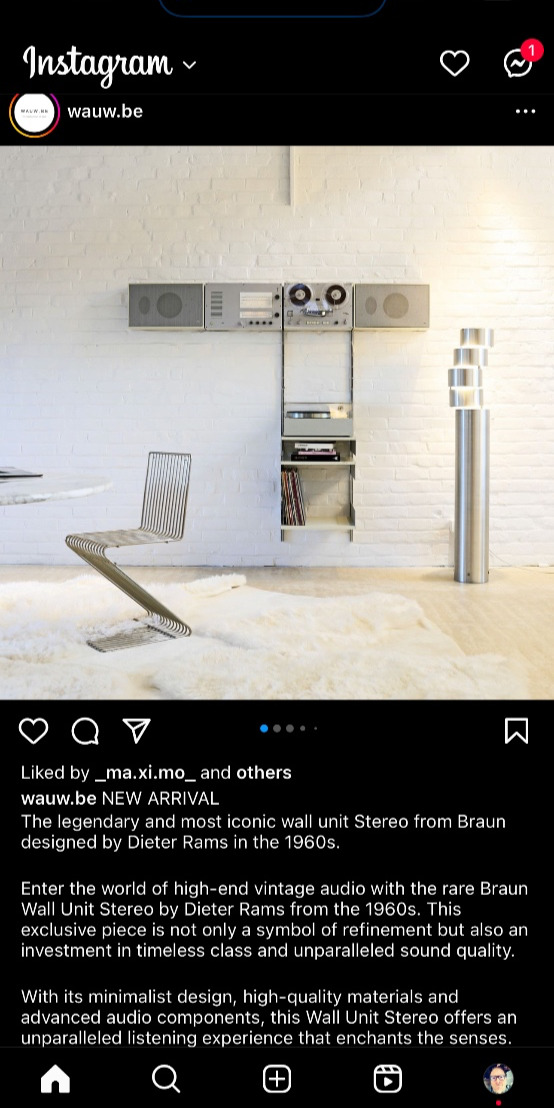 Instagram
1
WAUW.BE
wauw.be
Liked by _ma.xi.mo_ and others
wauw.be NEW ARRIVAL
The legendary and most iconic wall unit Stereo from Braun
designed by Dieter Rams in the 1960s.
Enter the world of high-end vintage audio with the rare Braun
Wall Unit Stereo by Dieter Rams from the 1960s. This
exclusive piece is not only a symbol of refinement but also an
investment in timeless class and unparalleled sound quality.
With its minimalist design, high-quality materials and
advanced audio components, this Wall Unit Stereo offers an
unparalleled listening experience that enchants the senses.